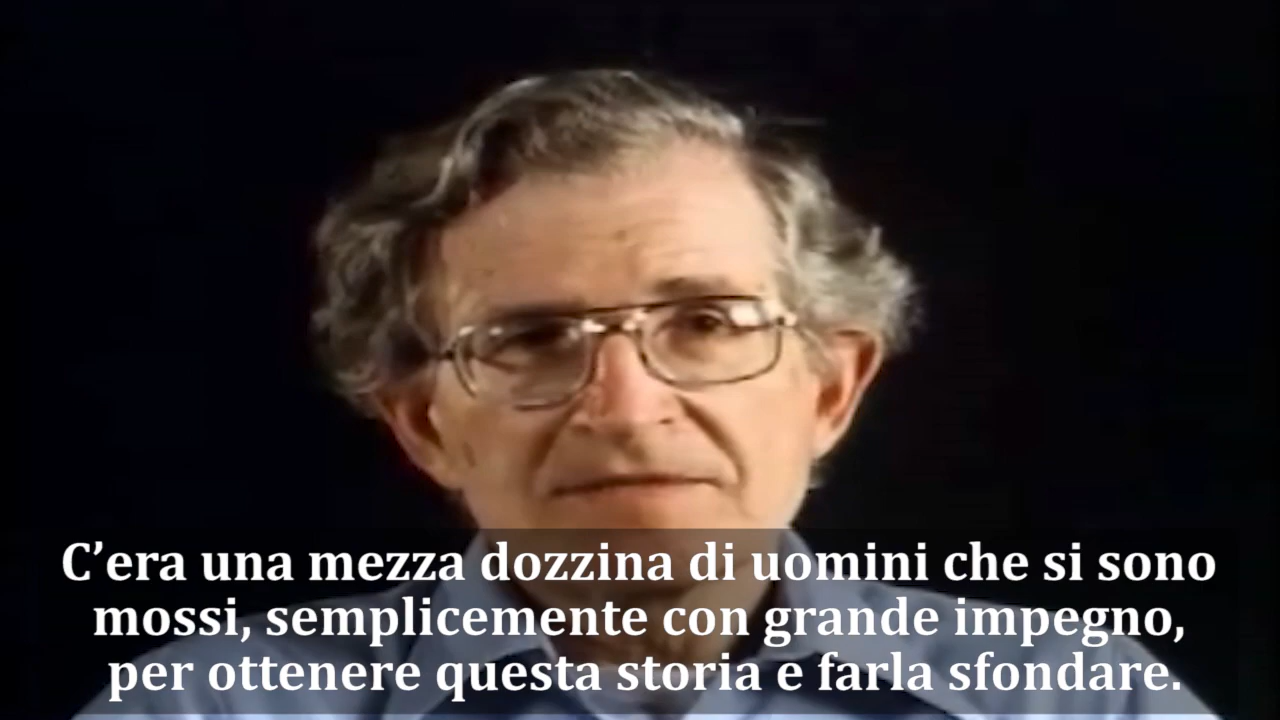 C’era una mezza dozzina di uomini che si sono
mossi, semplicemente con grande impegno,
per ottenere questa storia e farla sfondare.